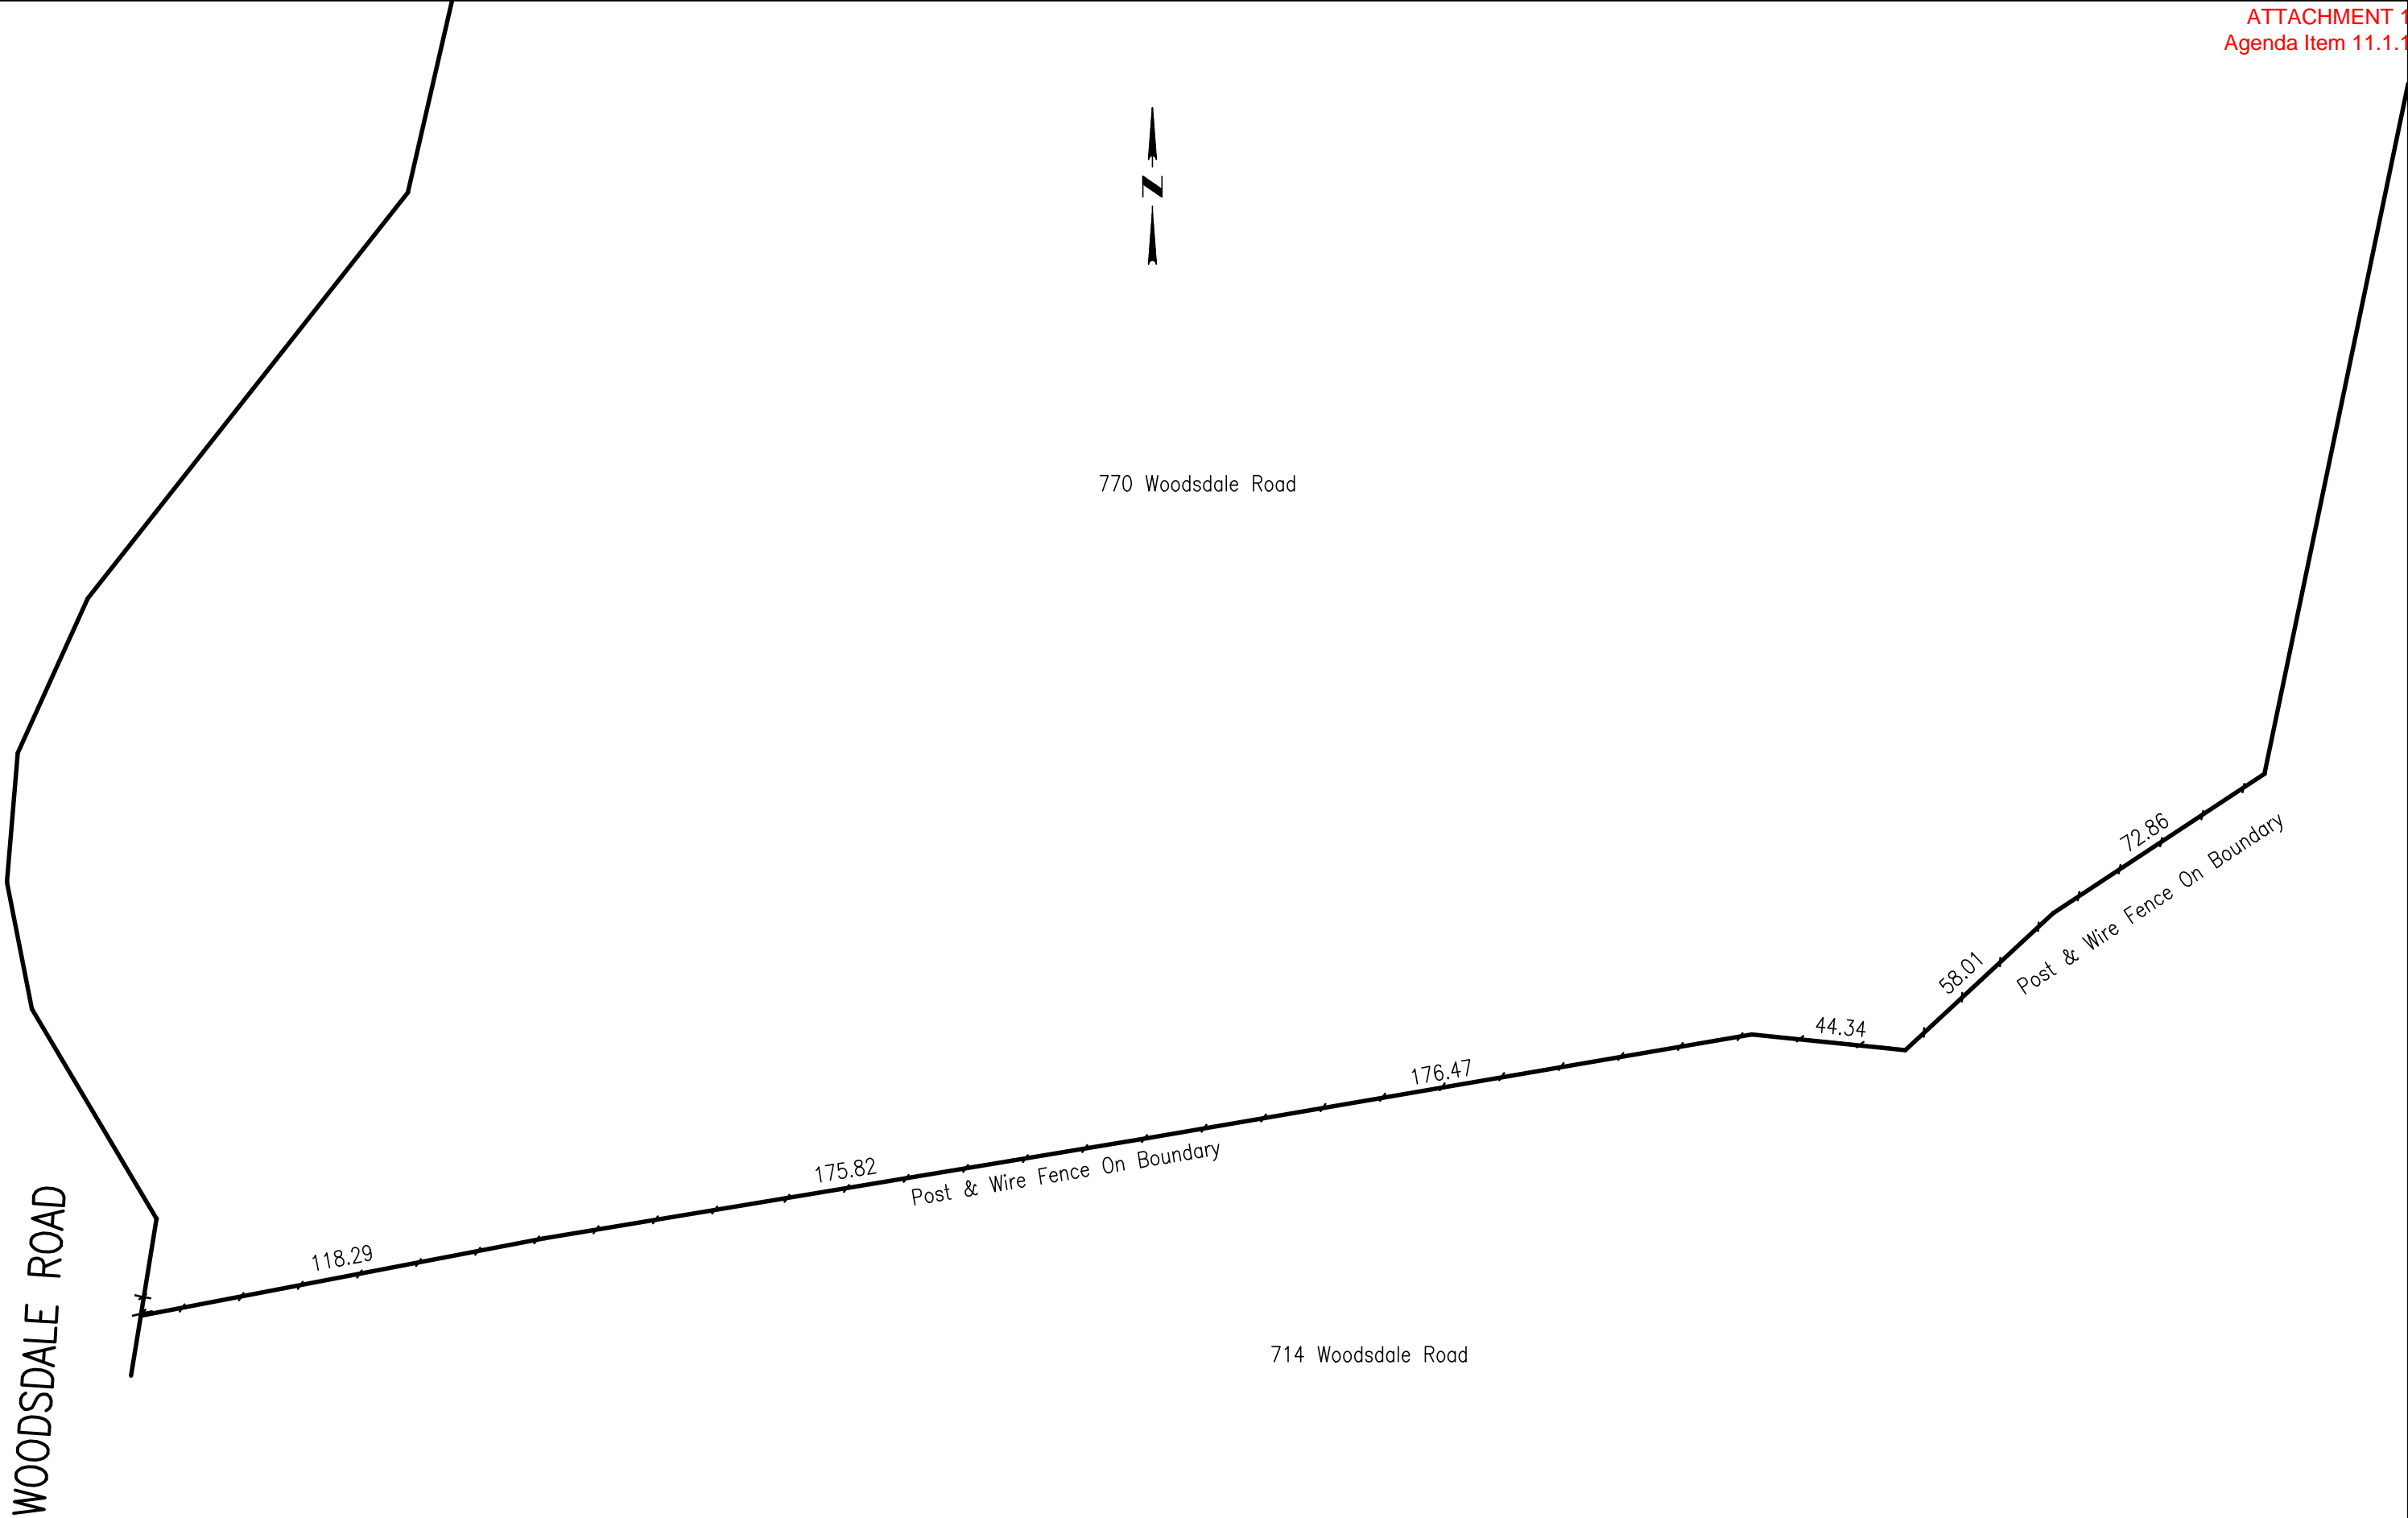 ATTACHMENT 1
Agenda Item 11.1.1
N
770 Woodsdale Road
72.86
Post & Wire Fence On Boundary
58.01
44.34
176.47
175.82
Post & Wire Fence On Boundary
118.29
714 Woodsdale Road
WOODSDALE ROAD